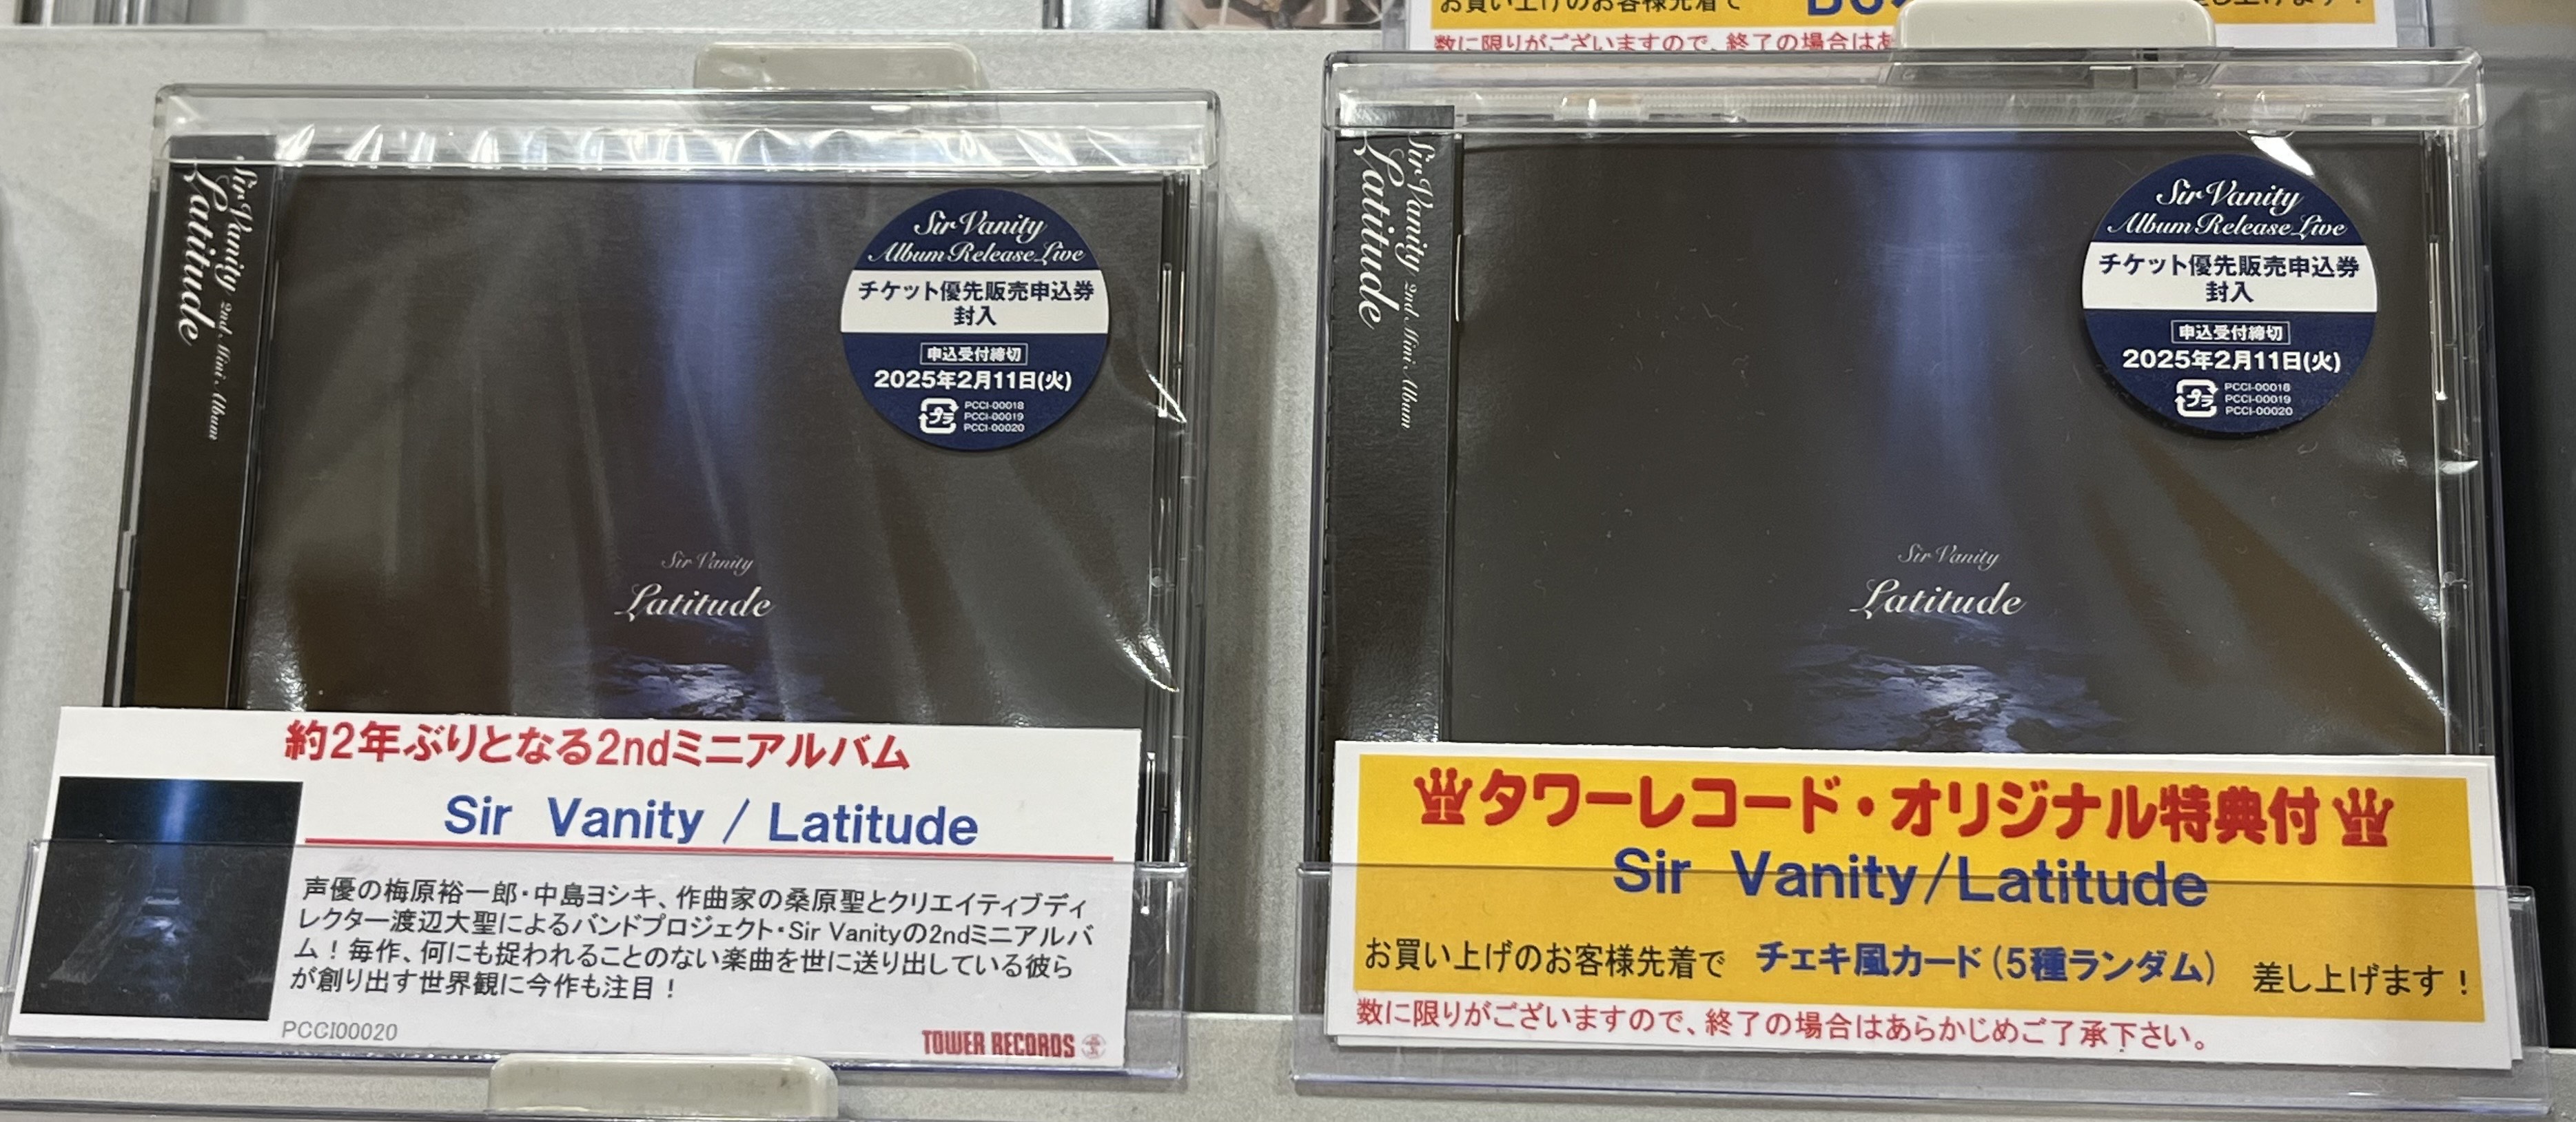 お買い上げのお客様先着で
数に限りがございますので、終了の場合はあ
Sir Vanity 2nd Mini Album
Latitude
Sir Vanity
Album Release Live
チケット優先販売申込券
封入
申込受付締切
2025年2月11日(火)
プラ
PCCI-00018
PCCI-00019
PCCI-00020
Sir Vanity
Latitude
約2年ぶりとなる2ndミニアルバム
Sir Vanity / Latitude
声優の梅原裕一郎・中島ヨシキ、作曲家の桑原聖とクリエイティブディ
レクター渡辺大聖によるバンドプロジェクト・Sir Vanityの2ndミニアルバ
ム！毎作、何にも捉われることのない楽曲を世に送り出している彼ら
が創り出す世界観に今作も注目！
PCCI00020
TOWER RECORDS
Sir Vanity 2nd Mini Album
Latitude
Sir Vanity
Album Release Live
チケット優先販売申込券
封入
申込受付締切
2025年2月11日(火)
プラ
PCCI-00018
PCCI-00019
PCCI-00020
Sir Vanity
Latitude
タワーレコード・オリジナル特典付
Sir Vanity/Latitude
お買い上げのお客様先着で チェキ風カード(5種ランダム) 差し上げます！
数に限りがございますので、終了の場合はあらかじめご了承下さい。